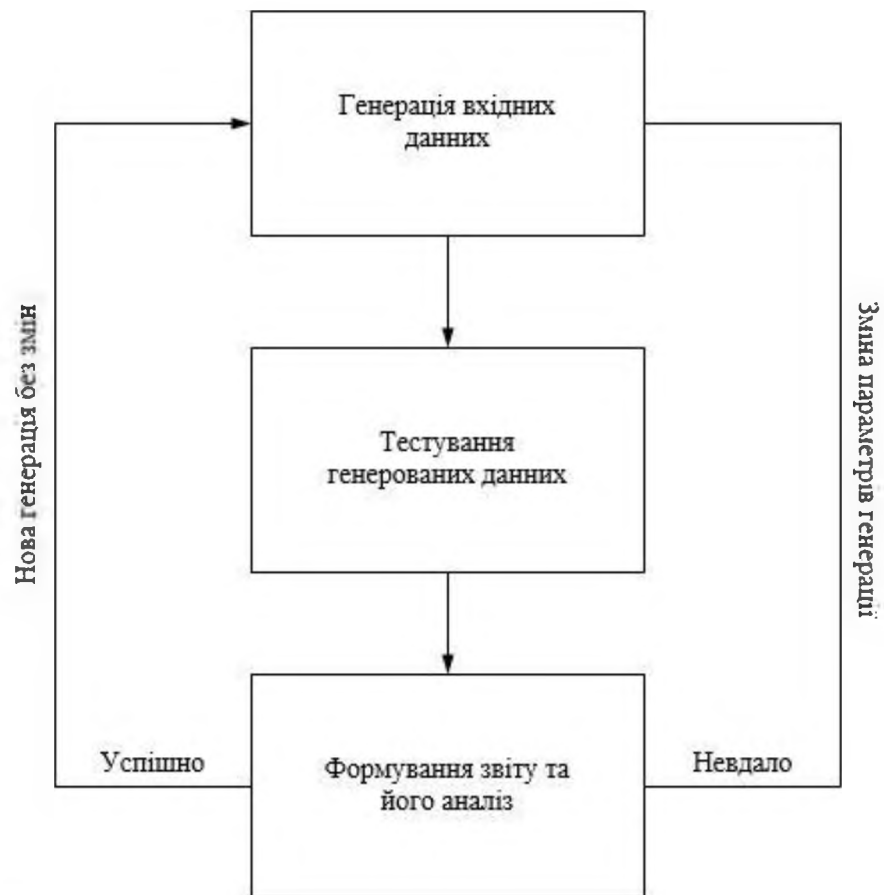 Генерація вхідних
данних
Нова генерація без змін
Зміна параметрів генерації
Тестування
генерованих данних
Успішно
Формування звіту та
його аналіз
Невдало